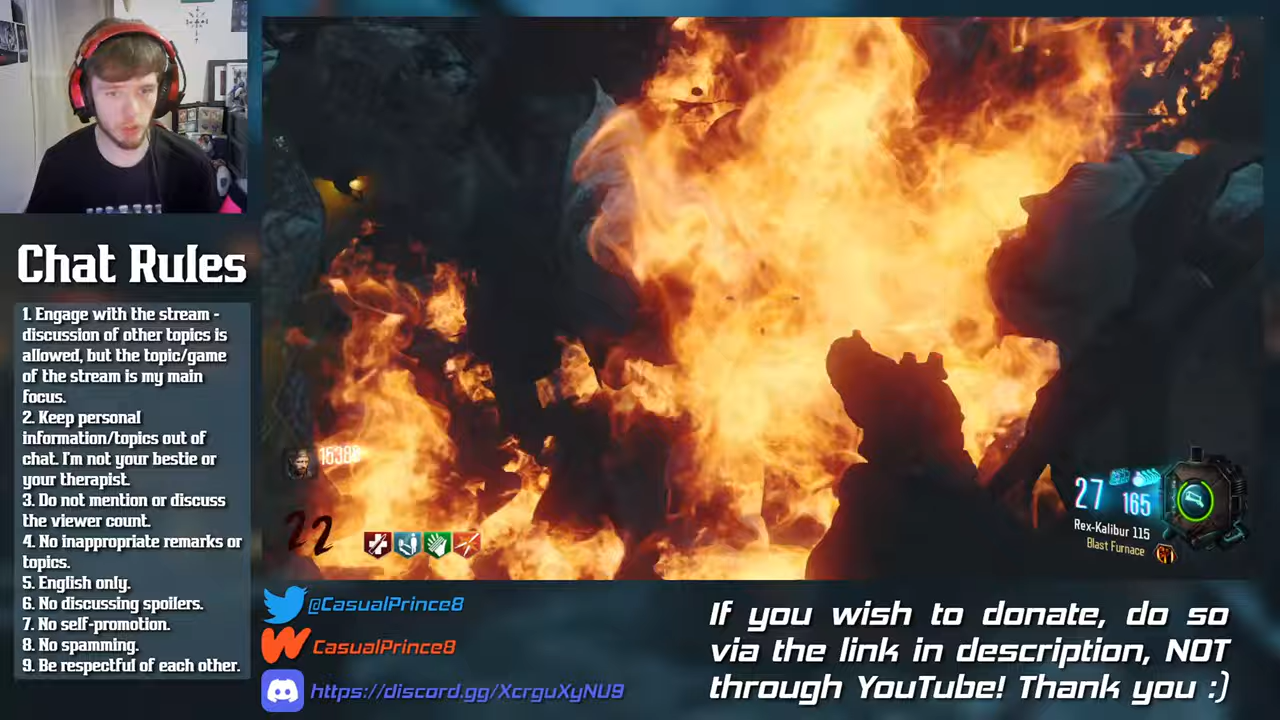 Chat Rules
1. Engage with the stream -
discussion of other topics is
allowed, but the topic/game
of the stream is my main
focus.
2. Keep personal
information/topics out of
chat. I'm not your bestie or
your therapist.
3. Do not mention or discuss
the viewer count.
4. No inappropriate remarks or
topics.
5. English only.
6. No discussing spoilers.
7. No self-promotion.
8. No spamming.
9. Be respectful of each other.
22
27
165
Rex-Kalibur 115
Blast Furnace
@CasualPrince8
CasualPrince8
https://discord.gg/XcrguXyNU9
If you wish to donate, do so
via the link in description, NOT
through YouTube! Thank you :)